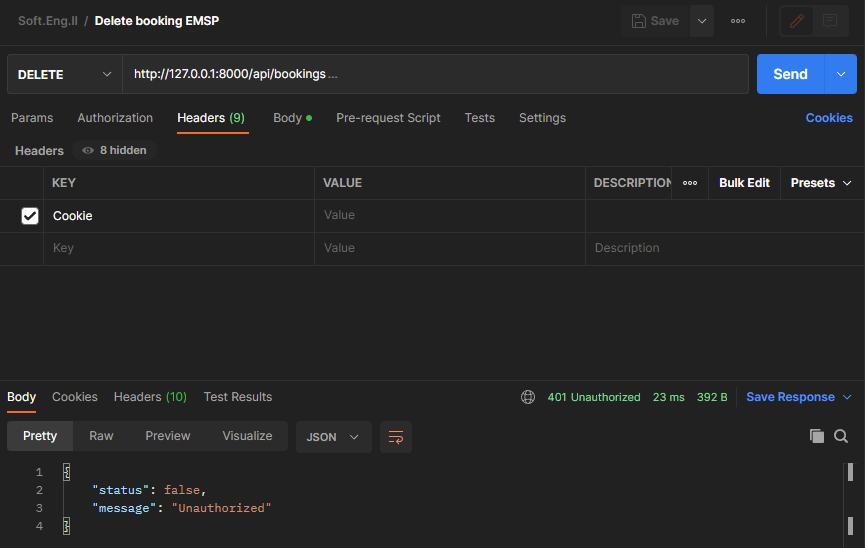 Soft.Eng.II / Delete booking EMSP Save
DELETE http://127.0.0.1:8000/api/bookings... Send
Params Authorization Headers (9) Body Pre-request Script Tests Settings Cookies
Headers 8 hidden
KEY VALUE DESCRIPTION Bulk Edit Presets
Cookie Value
Key Value Description
Body Cookies Headers (10) Test Results 401 Unauthorized 23 ms 392 B Save Response
Pretty Raw Preview Visualize JSON
1 {
2 "status": false,
3 "message": "Unauthorized"
4 }